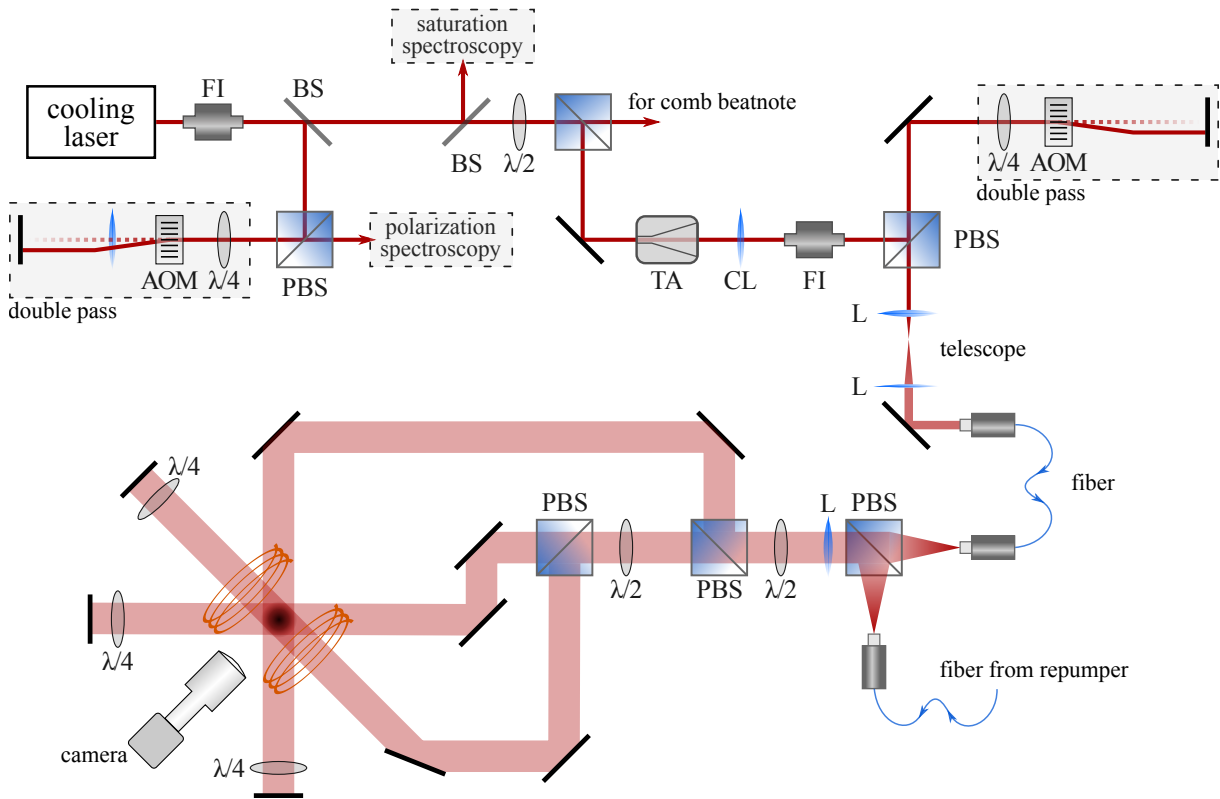 saturation
spectroscopy
cooling
laser
FI
BS
BS
λ/2
for comb beatnote
λ/4
AOM
double pass
AOM
λ/4
PBS
polarization
spectroscopy
double pass
TA
CL
FI
PBS
L
telescope
L
fiber
λ/4
PBS
λ/2
PBS
λ/2
L
PBS
λ/4
camera
λ/4
fiber from repumper